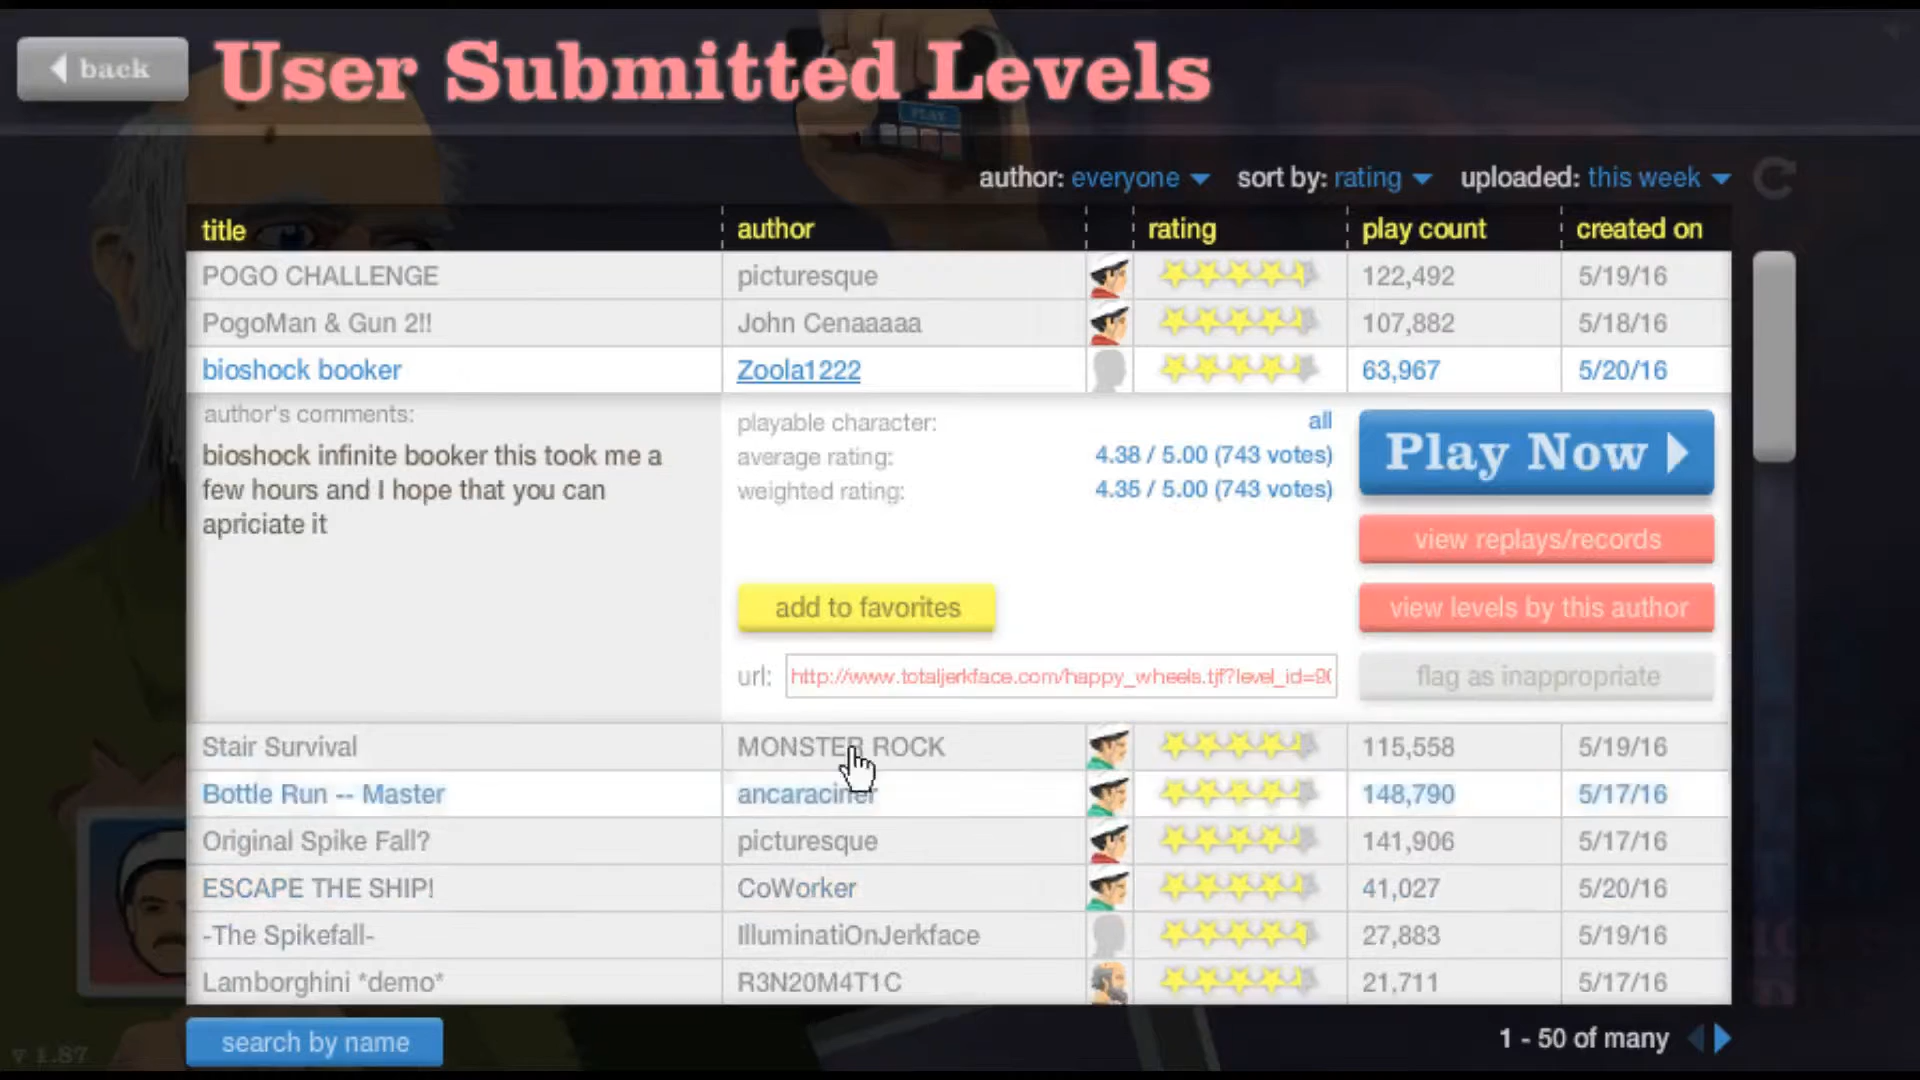 back
User Submitted Levels
PLAY
author: everyone sort by: rating uploaded: this week
title author rating play count created on
POGO CHALLENGE picturesque 122,492 5/19/16
PogoMan & Gun 2!! John Cenaaaaa 107,882 5/18/16
bioshock booker Zoola1222 63,967 5/20/16
author's comments:
bioshock infinite booker this took me a
few hours and I hope that you can
apriciate it
playable character: all
average rating: 4.38 / 5.00 (743 votes)
weighted rating: 4.35 / 5.00 (743 votes)
add to favorites
url: http://www.totaljerkface.com/happy_wheels.tjf?level_id=9
Play Now
view replays/records
view levels by this author
flag as inappropriate
Stair Survival MONSTER ROCK 115,558 5/19/16
Bottle Run -- Master ancaraciner 148,790 5/17/16
Original Spike Fall? picturesque 141,906 5/17/16
ESCAPE THE SHIP! CoWorker 41,027 5/20/16
-The Spikefall- IlluminatiOnJerkface 27,883 5/19/16
Lamborghini *demo* R3N20M4T1C 21,711 5/17/16
search by name
1 - 50 of many
v 1.87